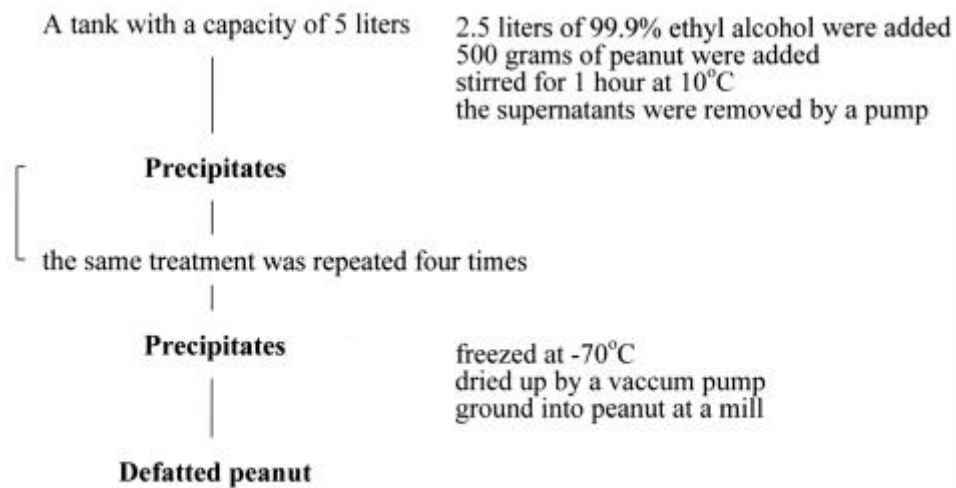 A tank with a capacity of 5 liters
2.5 liters of 99.9% ethyl alcohol were added
500 grams of peanut were added
stirred for 1 hour at 10°C
the supernatants were removed by a pump
Precipitates
the same treatment was repeated four times
Precipitates
freezed at -70°C
dried up by a vaccum pump
ground into peanut at a mill
Defatted peanut